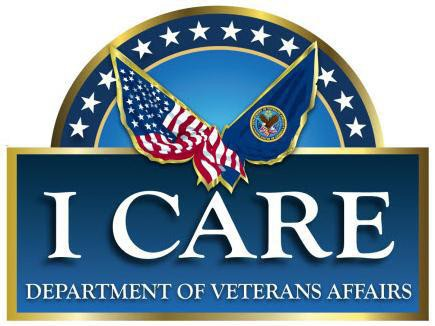 I CARE
DEPARTMENT OF VETERANS AFFAIRS